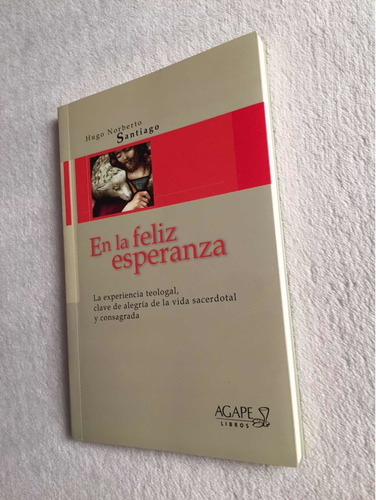 Hugo Norberto
Santiago
En la feliz
esperanza
La experiencia teologal,
clave de alegría de la vida sacerdotal
y consagrada
AGAPE
LIBROS